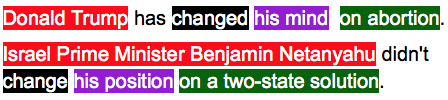 Donald Trump has changed his mind on abortion.
Israel Prime Minister Benjamin Netanyahu didn't
change his position on a two-state solution.